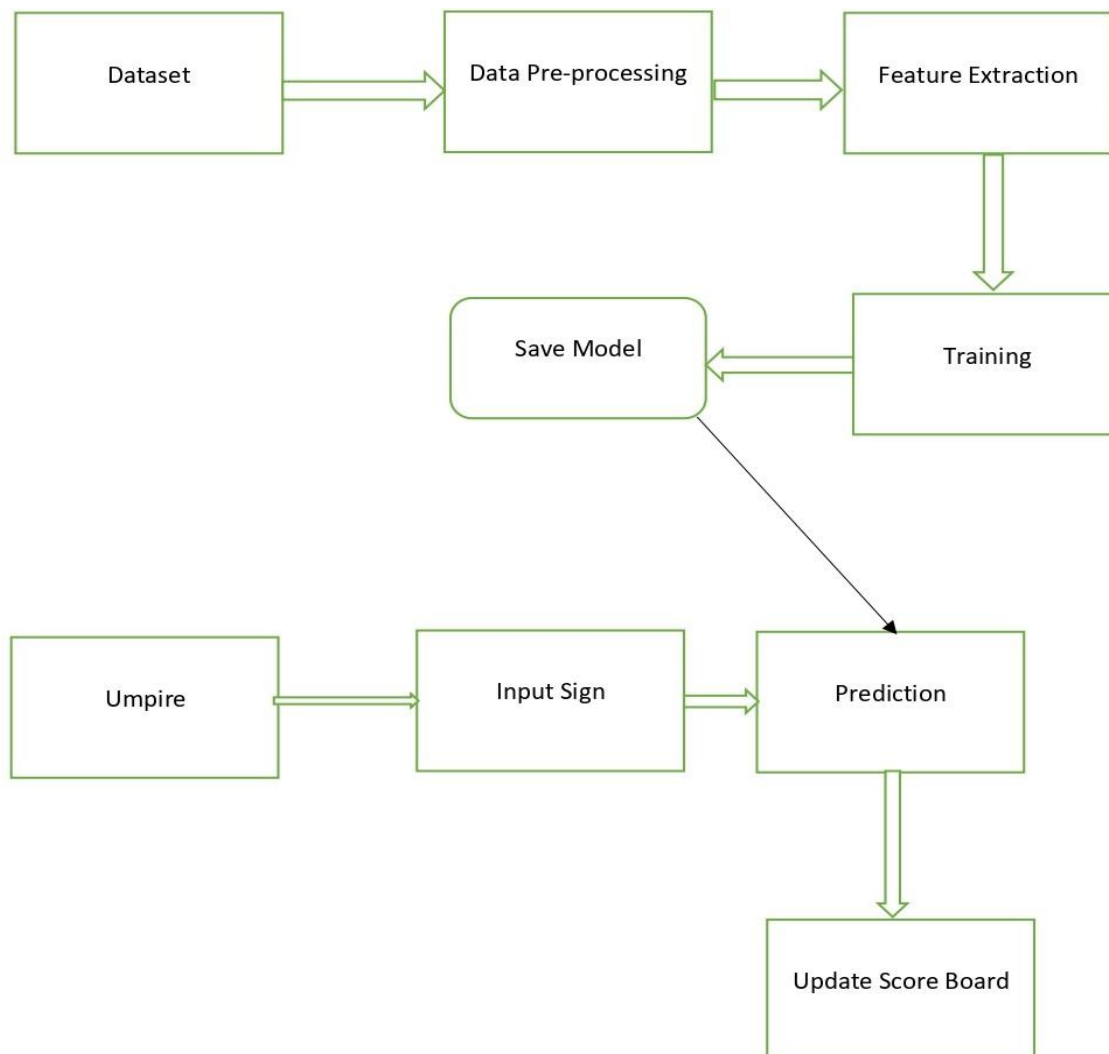 Dataset
Data Pre-processing
Feature Extraction
Save Model
Training
Umpire
Input Sign
Prediction
Update Score Board